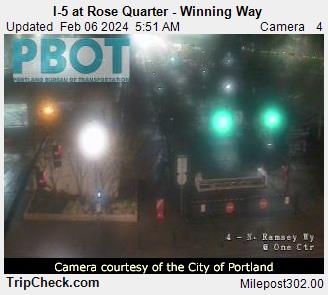 I-5 at Rose Quarter - Winning Way
Updated Feb 06 2024 5:51 AM Camera 4
PBOT
PORTLAND BUREAU OF TRANSPORTATION
4 - N. Ramsey Wy
@ One Ctr
Camera courtesy of the City of Portland
TripCheck.com Milepost302.00